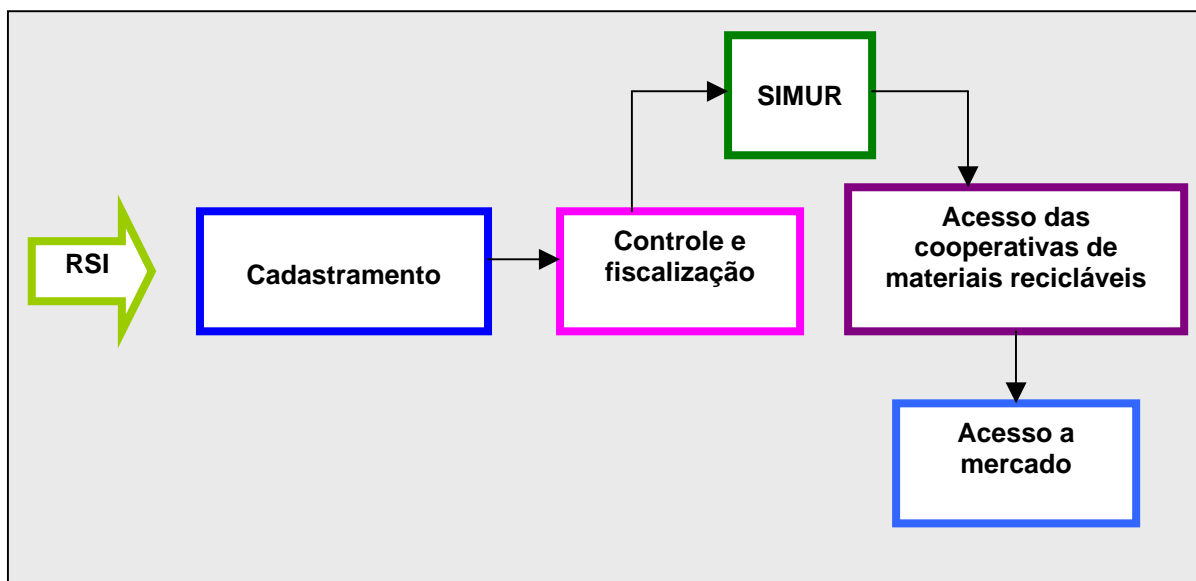 RSI
Cadastramento
Controle e
fiscalização
SIMUR
Acesso das
cooperativas de
materiais recicláveis
Acesso a
mercado